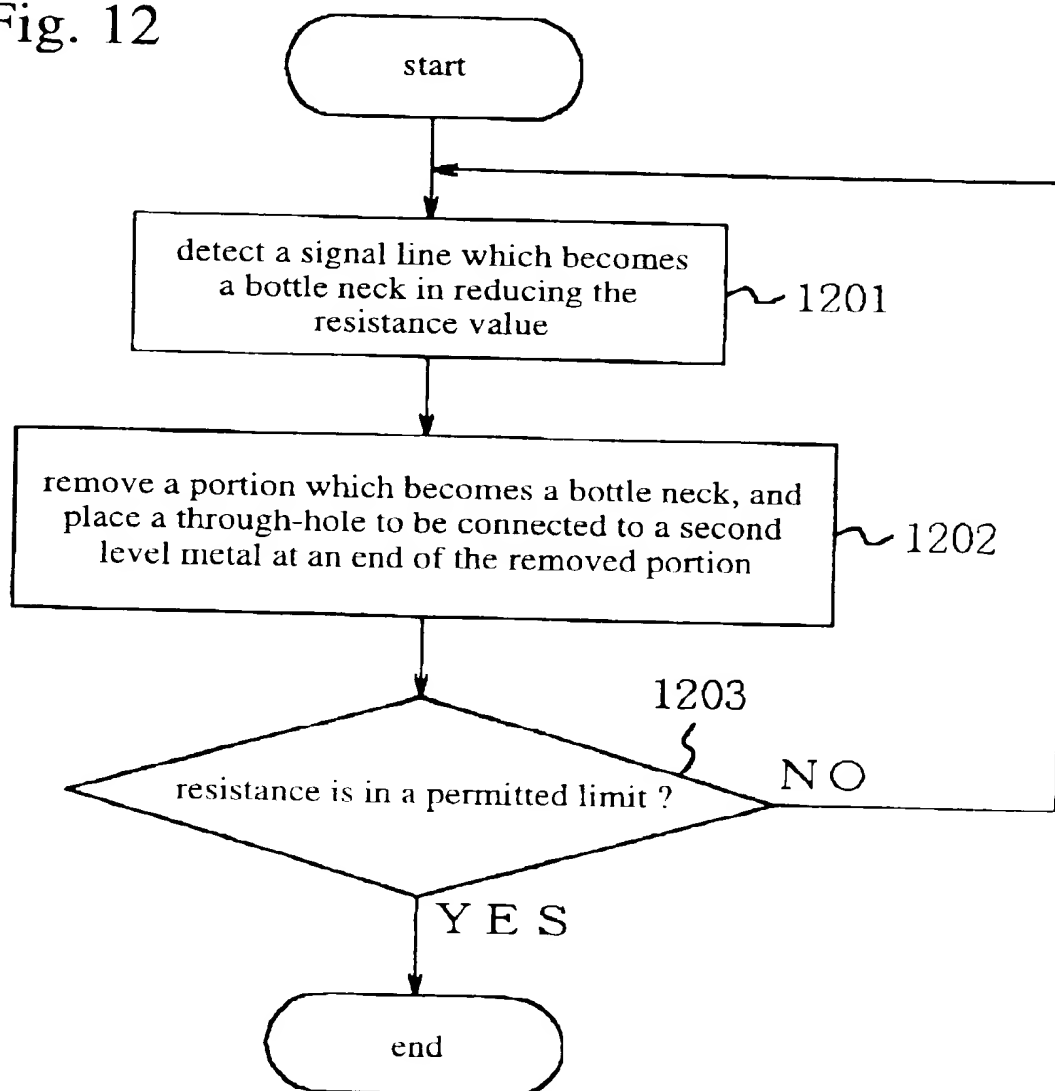 Fig. 12
start
detect a signal line which becomes
a bottle neck in reducing the
resistance value
1201
remove a portion which becomes a bottle neck, and
place a through-hole to be connected to a second
level metal at an end of the removed portion
1202
1203
resistance is in a permitted limit ?
NO
YES
end